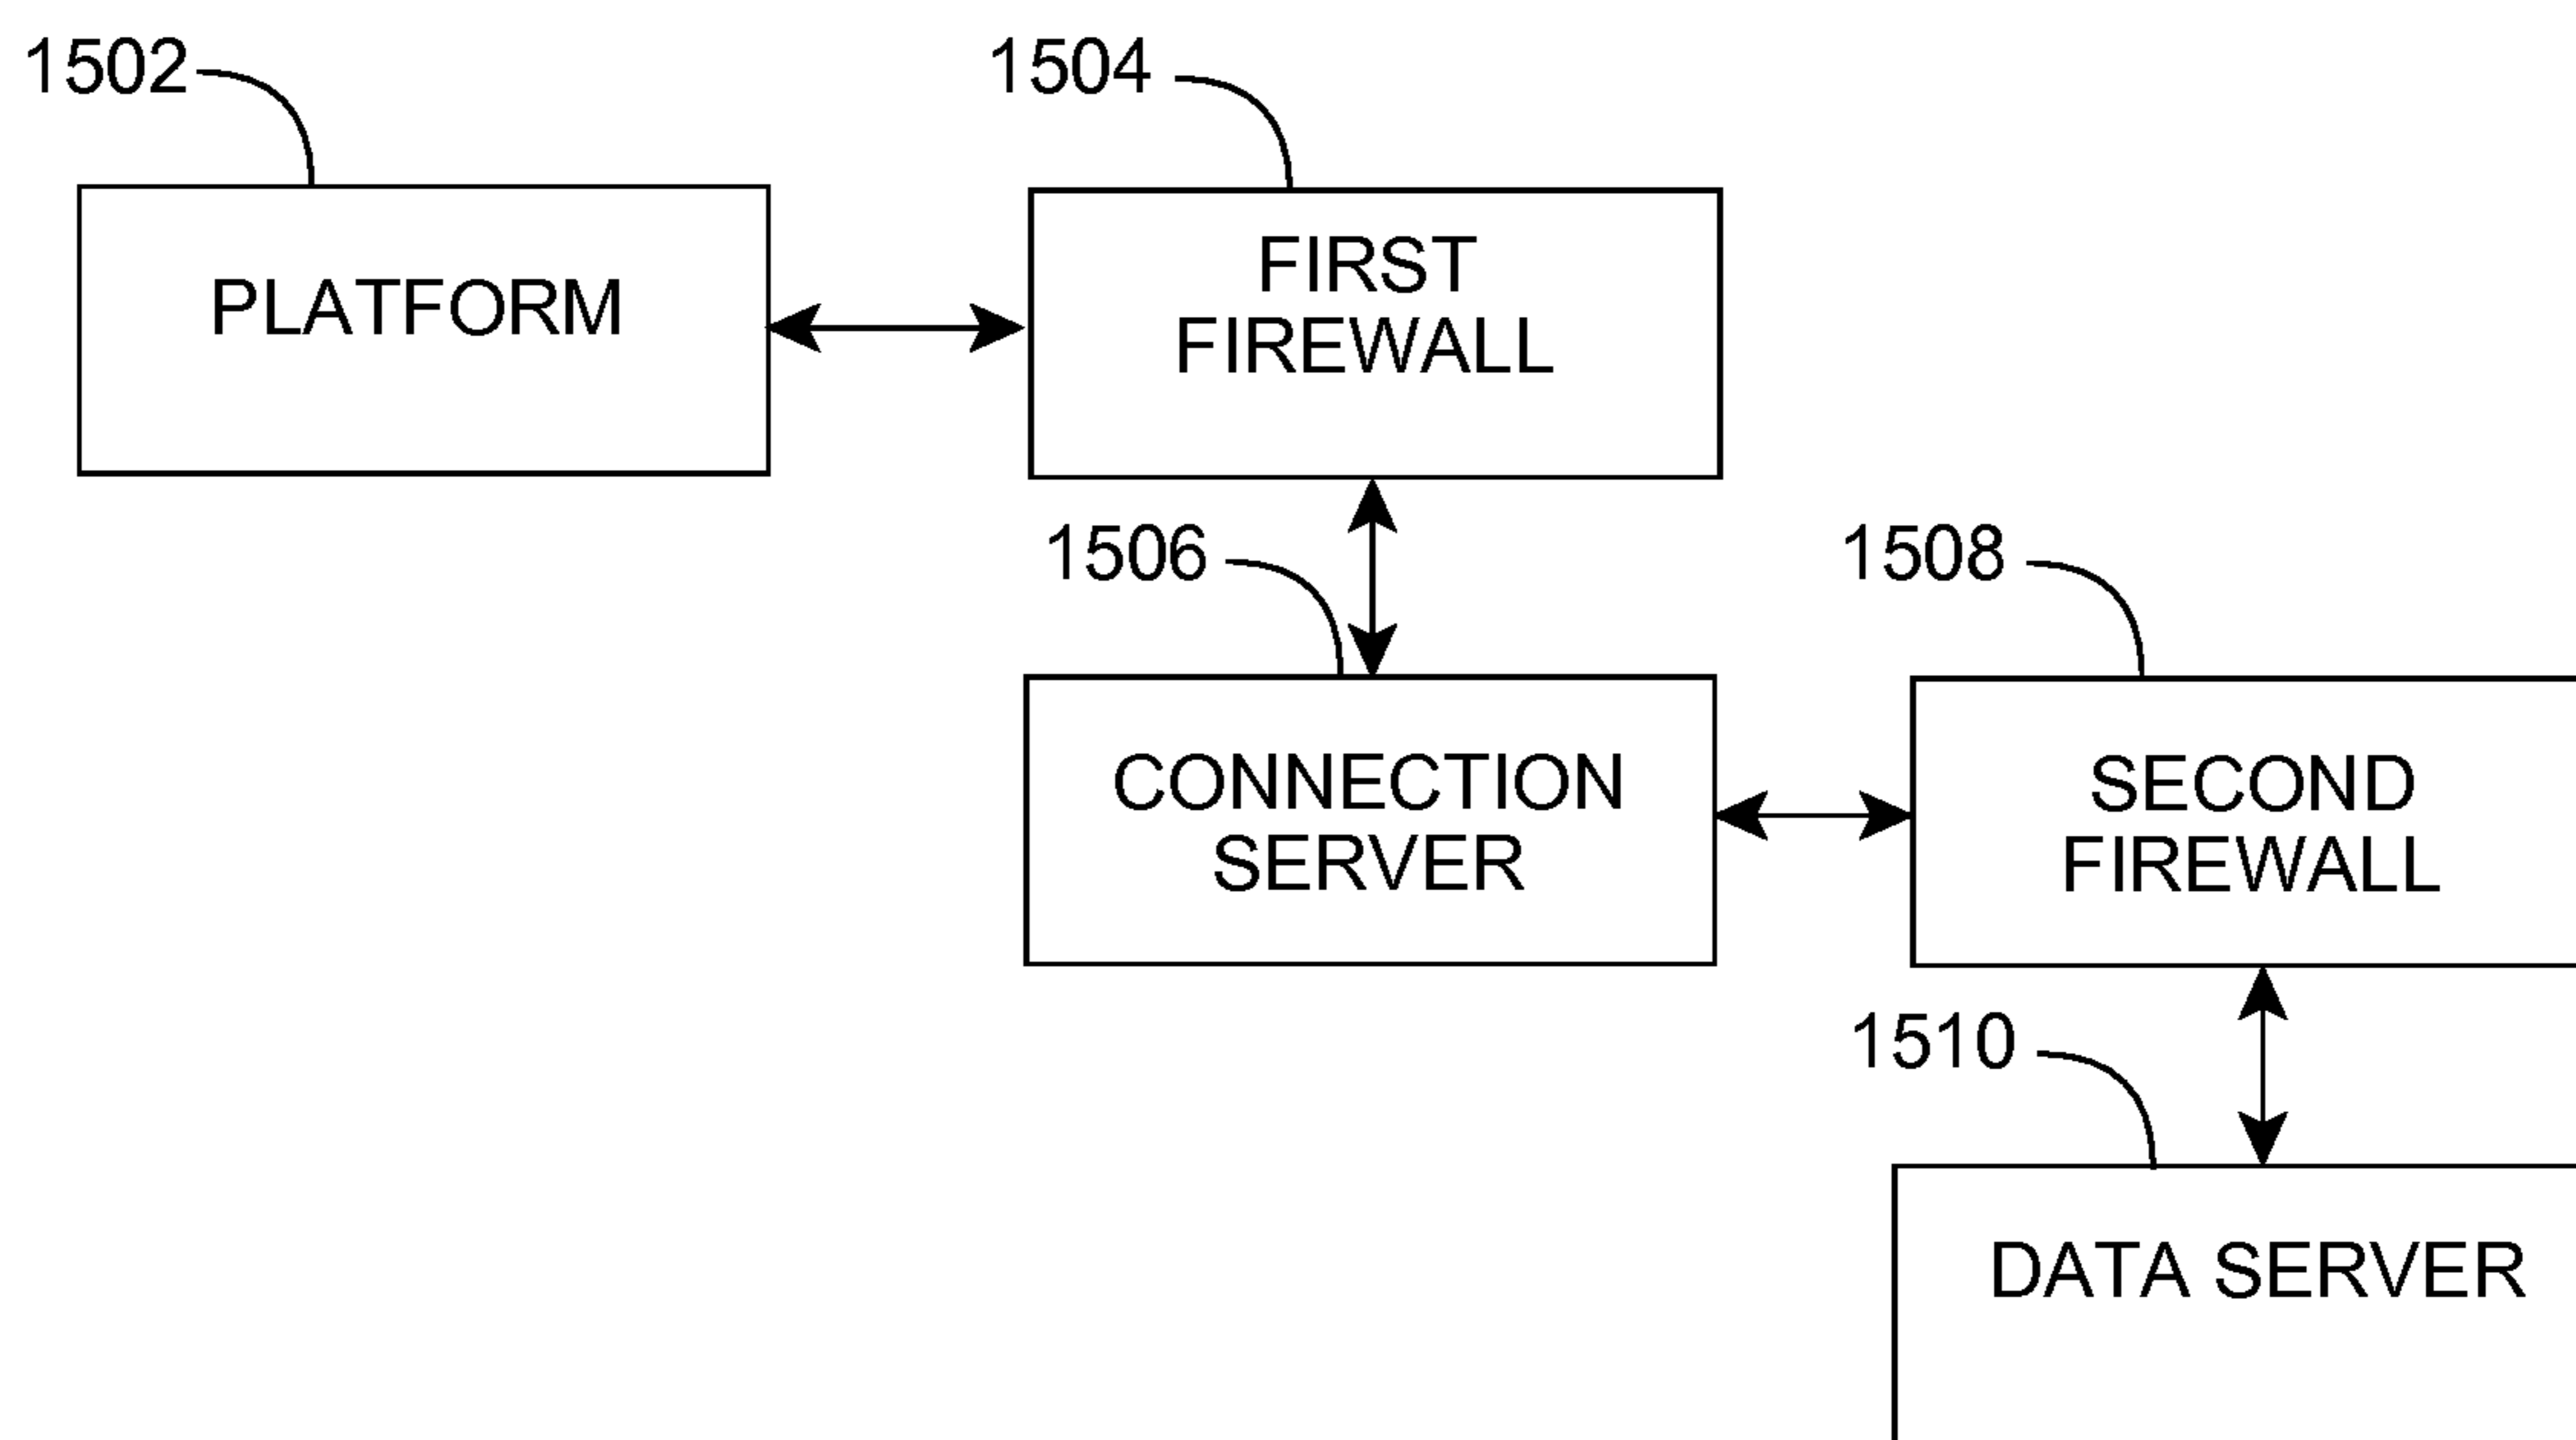 1502
1504
PLATFORM
FIRST
FIREWALL
1506
1508
CONNECTION
SERVER
SECOND
FIREWALL
1510
DATA SERVER